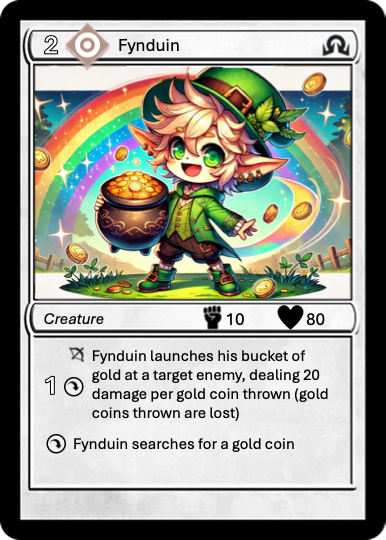 2 Fynduin
Creature 10 80
Fynduin launches his bucket of
gold at a target enemy, dealing 20
1 damage per gold coin thrown (gold
coins thrown are lost)
Fynduin searches for a gold coin